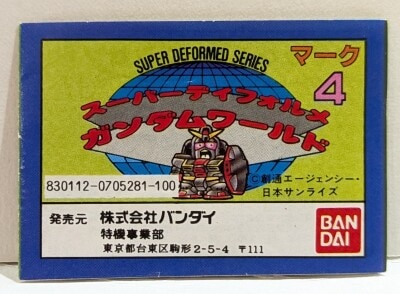 SUPER DEFORMED SERIES
マーク
4
スーパーディフォルメ
ガンダムワールド
830112-0705281-100
©創通エージェンシー・
日本サンライズ
発売元 株式会社バンダイ
特機事業部
東京都台東区駒形2-5-4 〒111
BAN
DAI